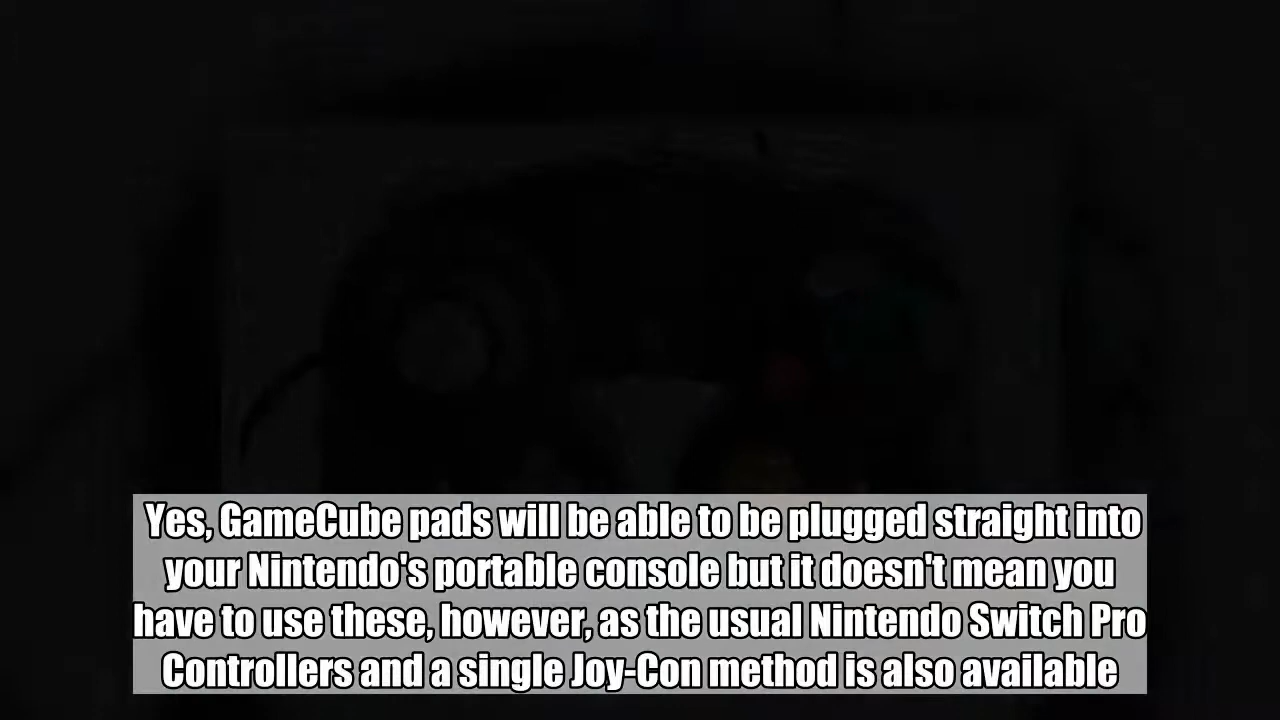 Yes, GameCube pads will be able to be plugged straight into
your Nintendo's portable console but it doesn't mean you
have to use these, however, as the usual Nintendo Switch Pro
Controllers and a single Joy-Con method is also available